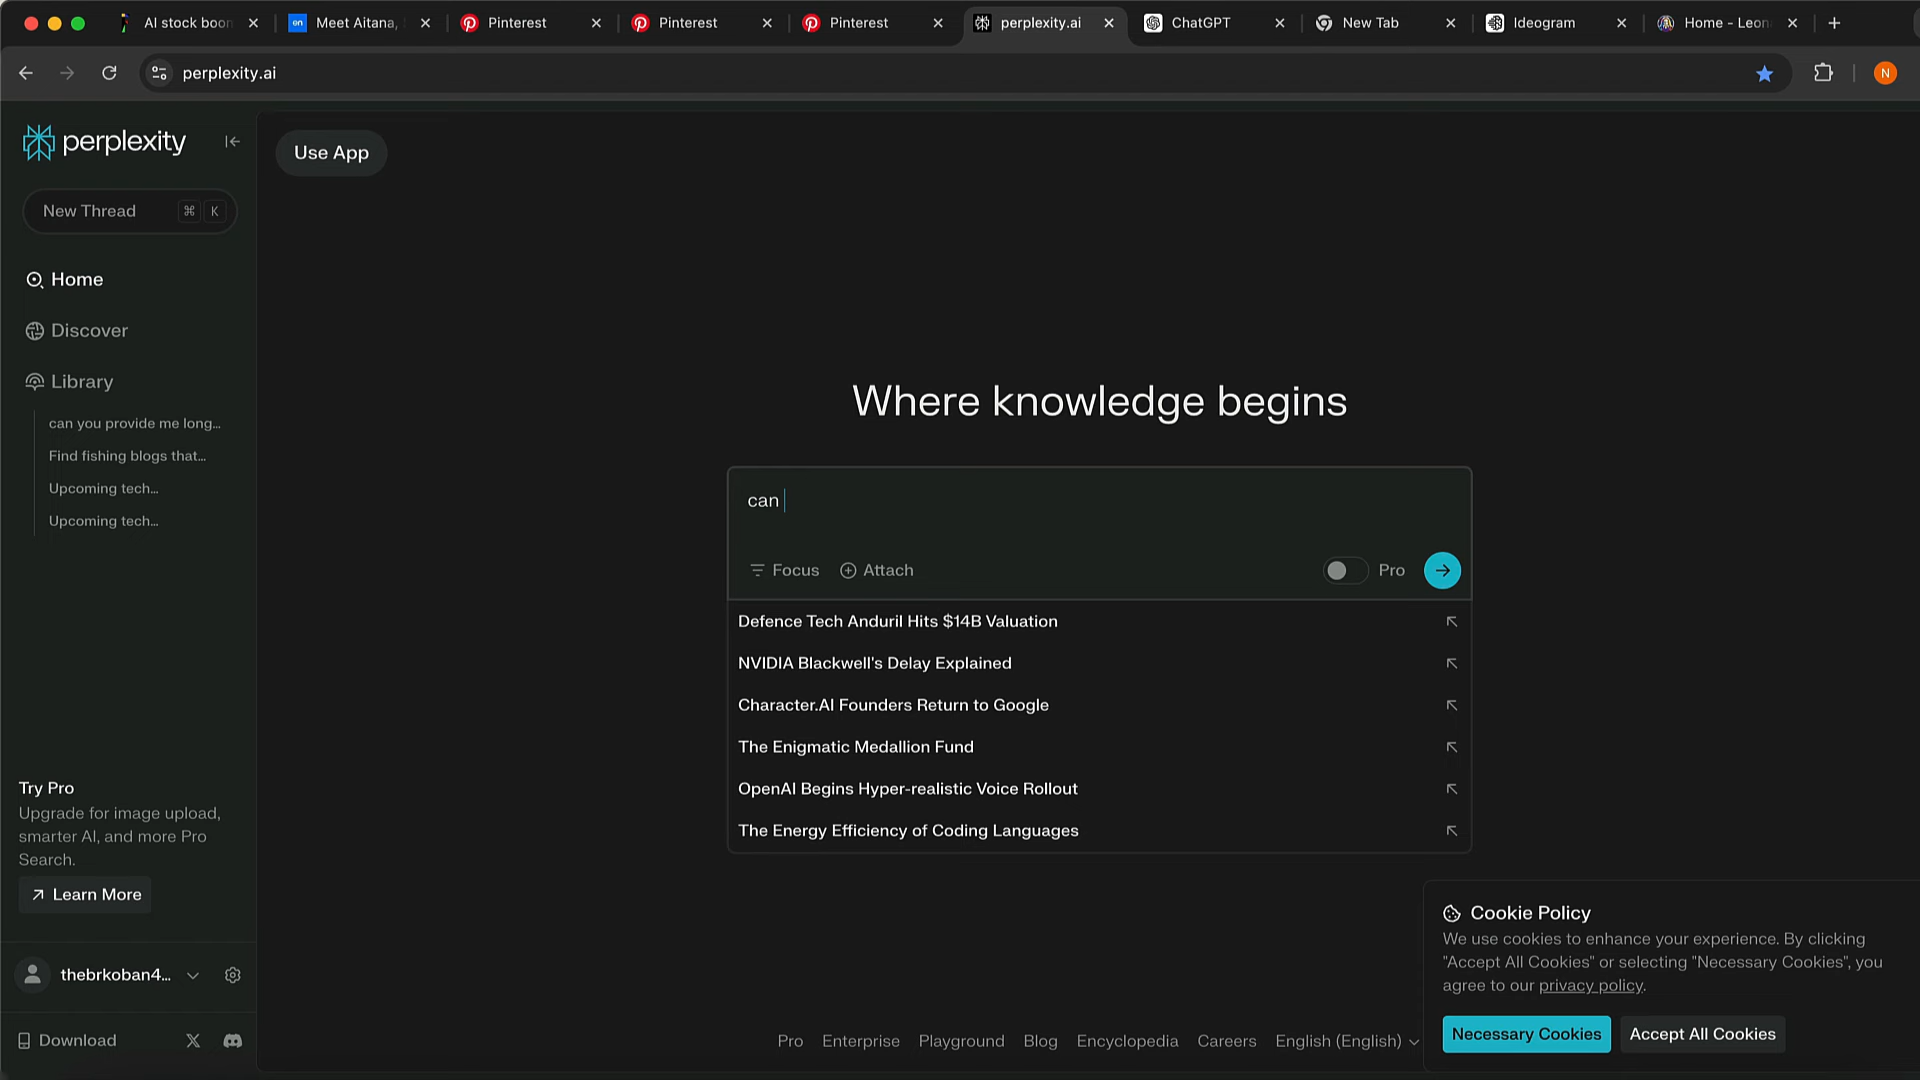 AI stock boon
Meet Aitana,
Pinterest
Pinterest
Pinterest
perplexity.ai
ChatGPT
New Tab
Ideogram
Home - Leon
perplexity.ai
N
perplexity
Use App
New Thread ⌘ K
Home
Discover
Library
can you provide me long...
Find fishing blogs that...
Upcoming tech...
Upcoming tech...
Where knowledge begins
can
Focus Attach Pro
Defence Tech Anduril Hits $14B Valuation
NVIDIA Blackwell's Delay Explained
Character.AI Founders Return to Google
The Enigmatic Medallion Fund
OpenAI Begins Hyper-realistic Voice Rollout
The Energy Efficiency of Coding Languages
Try Pro
Upgrade for image upload,
smarter AI, and more Pro
Search.
Learn More
thebrkoban4...
Download
Pro Enterprise Playground Blog Encyclopedia Careers English (English)
Cookie Policy
We use cookies to enhance your experience. By clicking
"Accept All Cookies" or selecting "Necessary Cookies", you
agree to our privacy policy.
Necessary Cookies Accept All Cookies